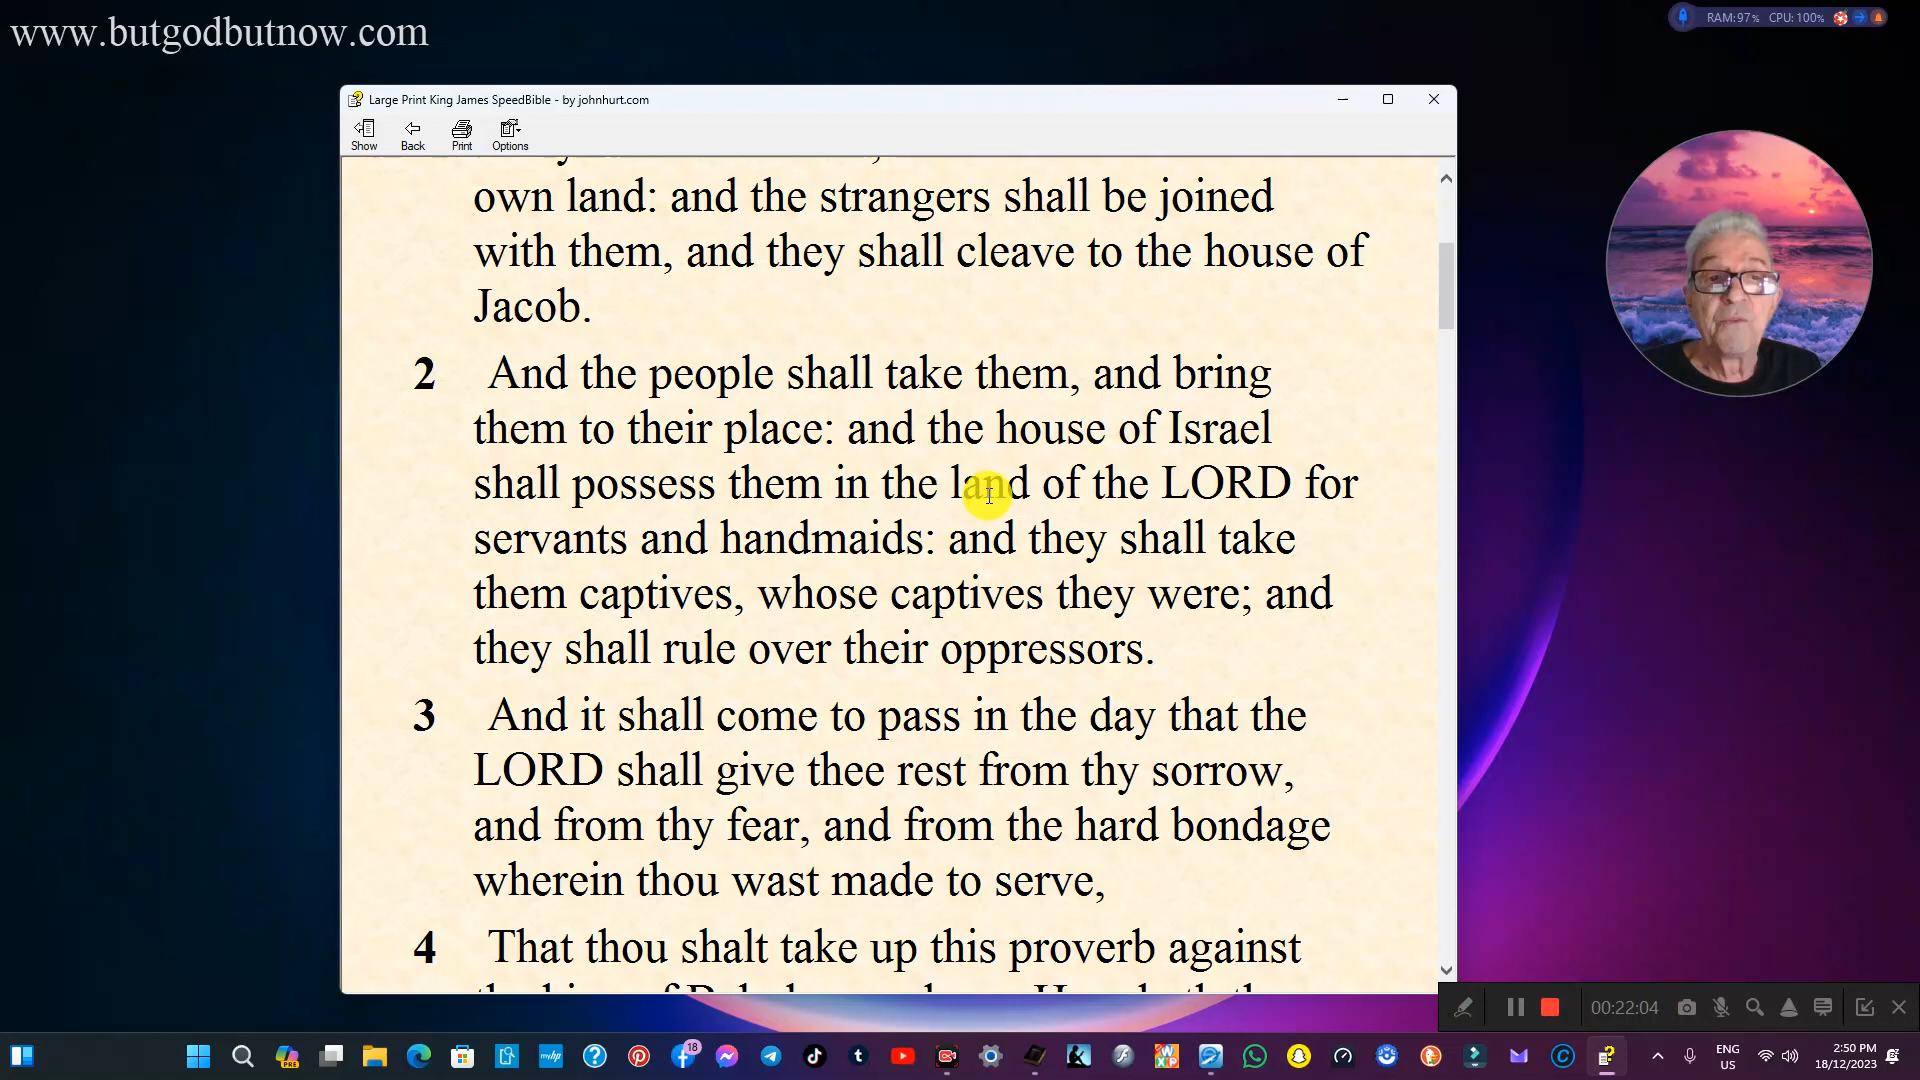 www.butgodbutnow.com
RAM:97% CPU: 100%
Large Print King James SpeedBible - by johnhurt.com
Show Back Print Options
own land: and the strangers shall be joined
with them, and they shall cleave to the house of
Jacob.
2 And the people shall take them, and bring
them to their place: and the house of Israel
shall possess them in the land of the LORD for
servants and handmaids: and they shall take
them captives, whose captives they were; and
they shall rule over their oppressors.
3 And it shall come to pass in the day that the
LORD shall give thee rest from thy sorrow,
and from thy fear, and from the hard bondage
wherein thou wast made to serve,
4 That thou shalt take up this proverb against
00:22:04
18
ENG
US
2:50 PM
18/12/2023